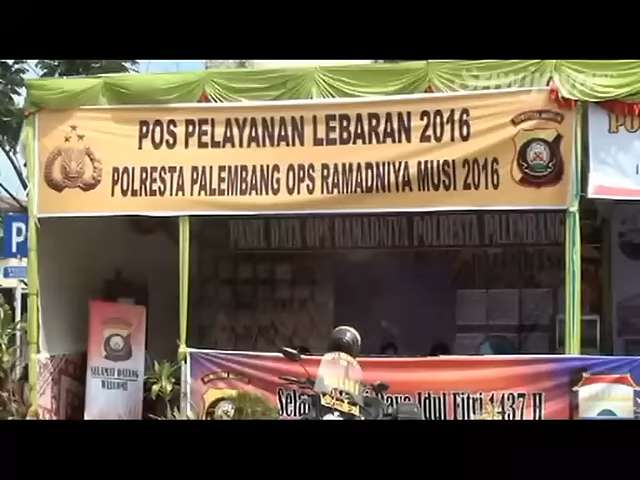 POS PELAYANAN LEBARAN 2016
POLRESTA PALEMBANG OPS RAMADNIYA MUSI 2016
PANEL DATA OPS RAMADNIYA POLRESTA PALEMBANG
P
SELAMAT DATANG
WELCOME
Idul Fitri 1437 H